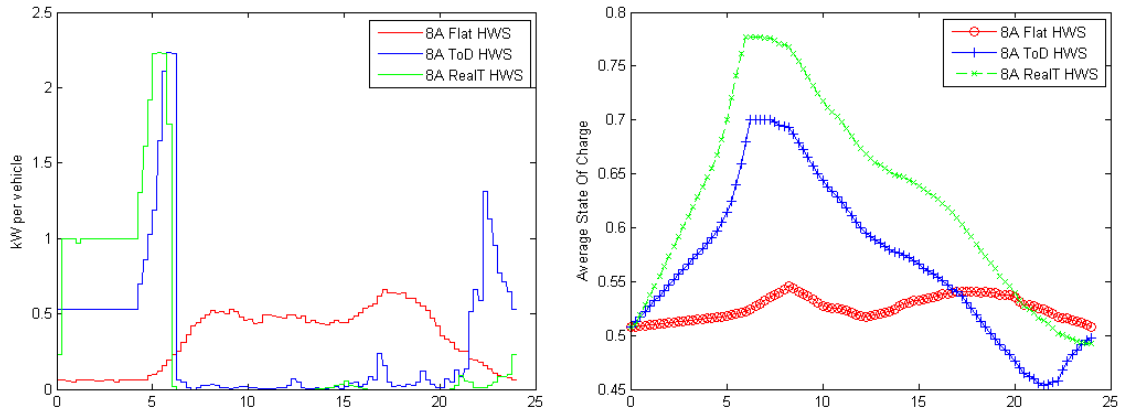 2.5
2
1.5
1
0.5
0
kW per vehicle
8A Flat HWS
8A ToD HWS
8A RealT HWS
0 5 10 15 20 25
0.8
0.75
0.7
0.65
0.6
0.55
0.5
0.45
Average State Of Charge
8A Flat HWS
8A ToD HWS
8A RealT HWS
0 5 10 15 20 25